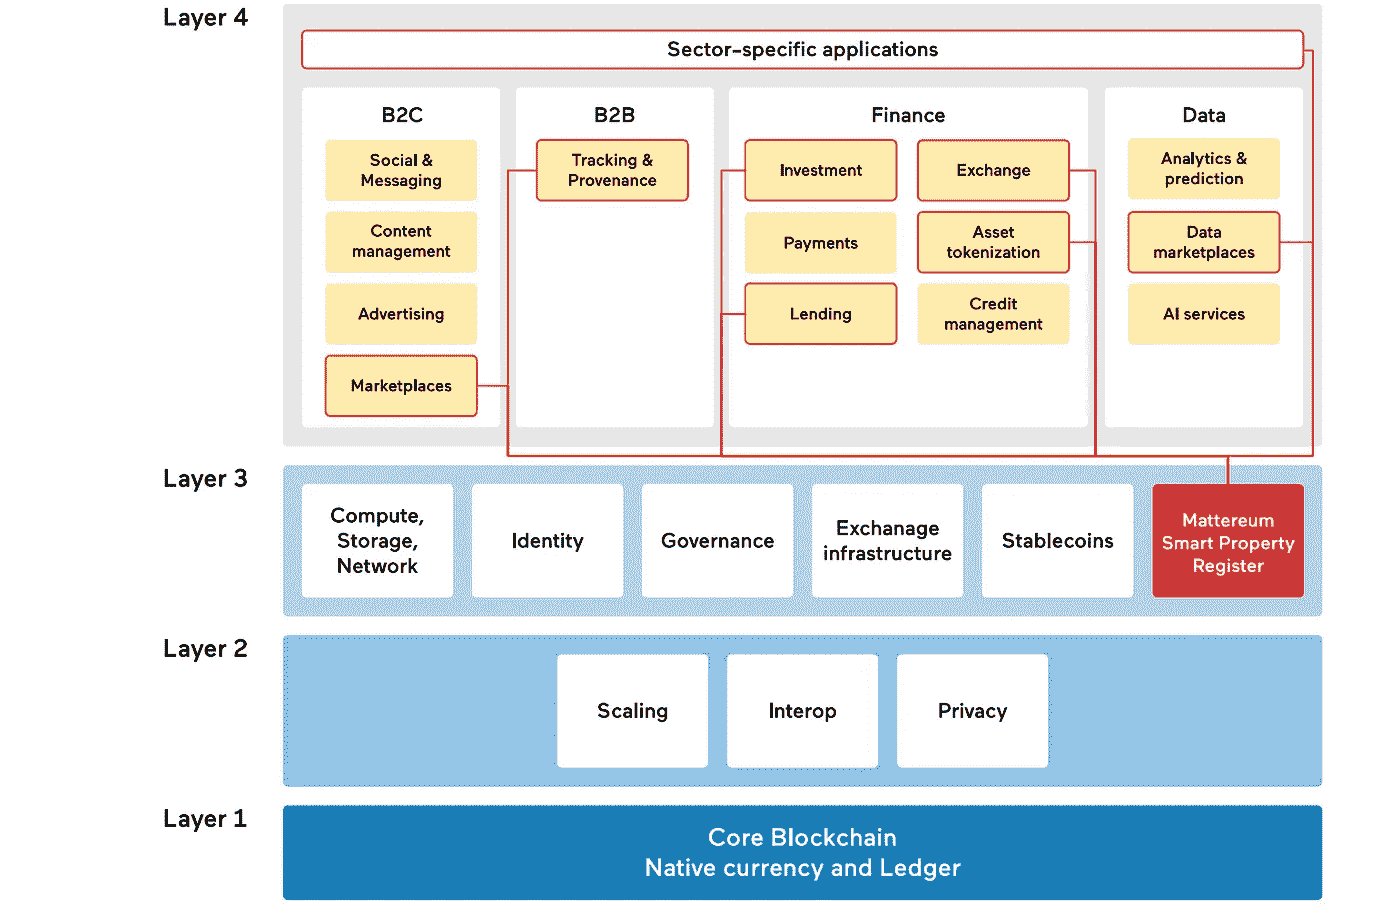 Layer 4
Sector-specific applications
B2C
Social &
Messaging
Content
management
Advertising
Marketplaces
B2B
Tracking &
Provenance
Finance
Investment
Exchange
Payments
Asset
tokenization
Lending
Credit
management
Data
Analytics &
prediction
Data
marketplaces
AI services
Layer 3
Compute,
Storage,
Network
Identity
Governance
Exchanage
infrastructure
Stablecoins
Mattereum
Smart Property
Register
Layer 2
Scaling
Interop
Privacy
Layer 1
Core Blockchain
Native currency and Ledger